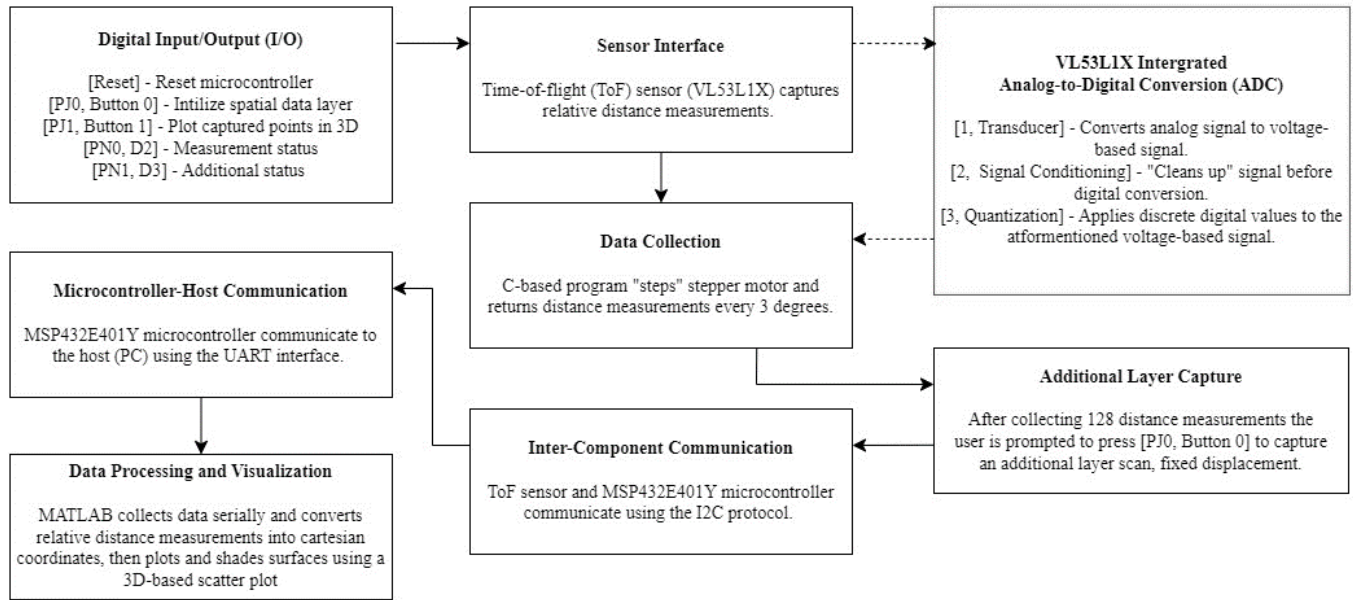 Digital Input/Output (I/O)
[Reset] - Reset microcontroller
[PJ0, Button 0] - Intilize spatial data layer
[PJ1, Button 1] - Plot captured points in 3D
[PN0, D2] - Measurement status
[PN1, D3] - Additional status
Sensor Interface
Time-of-flight (ToF) sensor (VL53L1X) captures
relative distance measurements.
VL53L1X Intergrated
Analog-to-Digital Conversion (ADC)
[1, Transducer] - Converts analog signal to voltage-
based signal.
[2,  Signal Conditioning] - "Cleans up" signal before
digital conversion.
[3, Quantization] - Applies discrete digital values to the
atformentioned voltage-based signal.
Data Collection
C-based program "steps" stepper motor and
returns distance measurements every 3 degrees.
Additional Layer Capture
After collecting 128 distance measurements the
user is prompted to press [PJ0, Button 0] to capture
an additional layer scan, fixed displacement.
Inter-Component Communication
ToF sensor and MSP432E401Y microcontroller
communicate using the I2C protocol.
Microcontroller-Host Communication
MSP432E401Y microcontroller communicate to
the host (PC) using the UART interface.
Data Processing and Visualization
MATLAB collects data serially and converts
relative distance measurements into cartesian
coordinates, then plots and shades surfaces using a
3D-based scatter plot